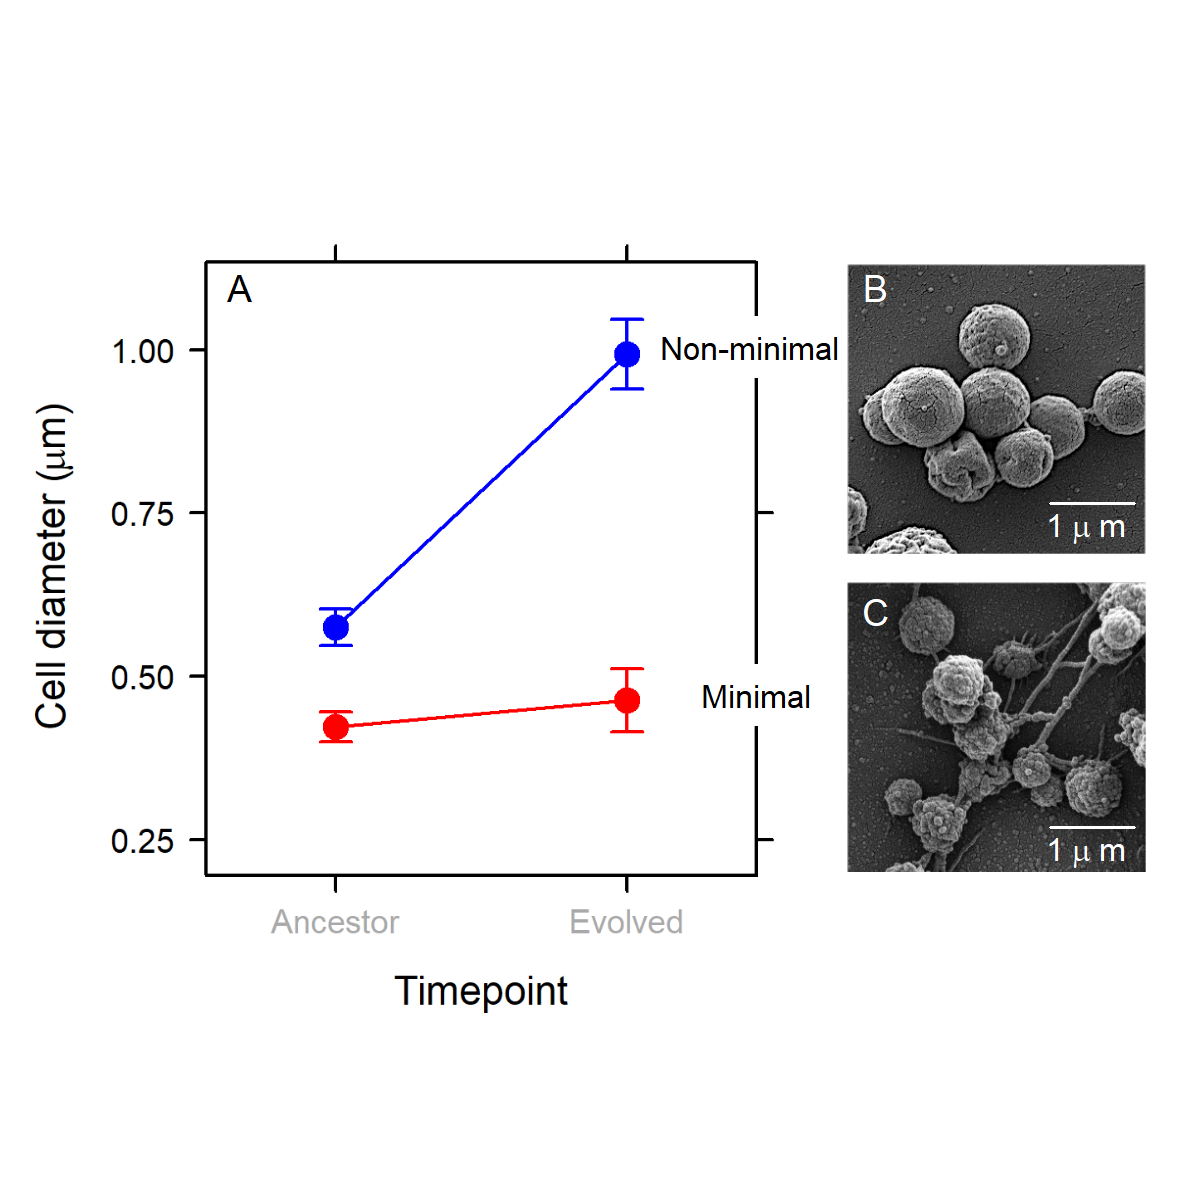 A
1.00
0.75
0.50
0.25
Cell diameter (μm)
Non-minimal
Minimal
Ancestor
Evolved
Timepoint
B
1 μ m
C
1 μ m